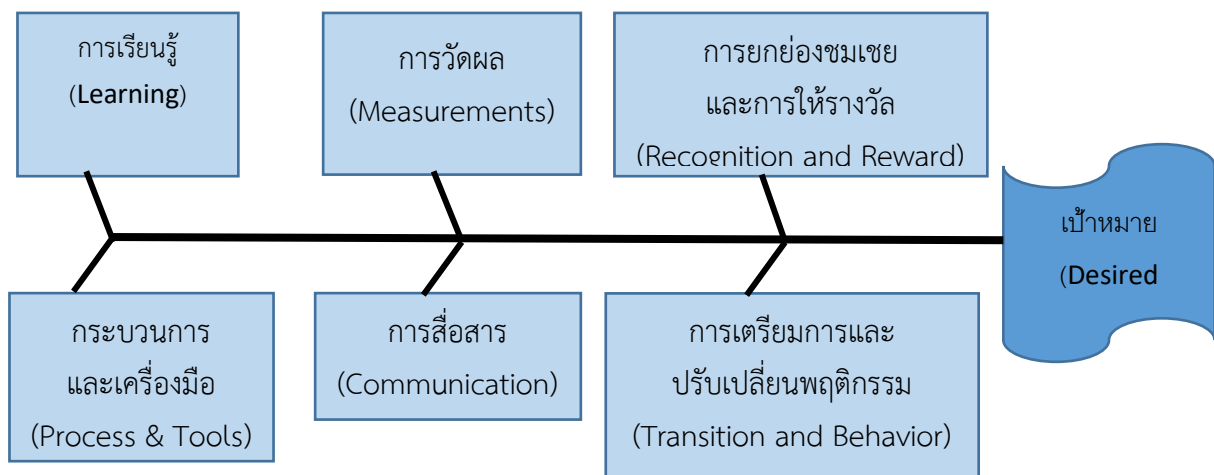 การเรียนรู้
(Learning)
การวัดผล
(Measurements)
การยกย่องชมเชย
และการให้รางวัล
(Recognition and Reward)
เป้าหมาย
(Desired
กระบวนการ
และเครื่องมือ
(Process & Tools)
การสื่อสาร
(Communication)
การเตรียมการและ
ปรับเปลี่ยนพฤติกรรม
(Transition and Behavior)